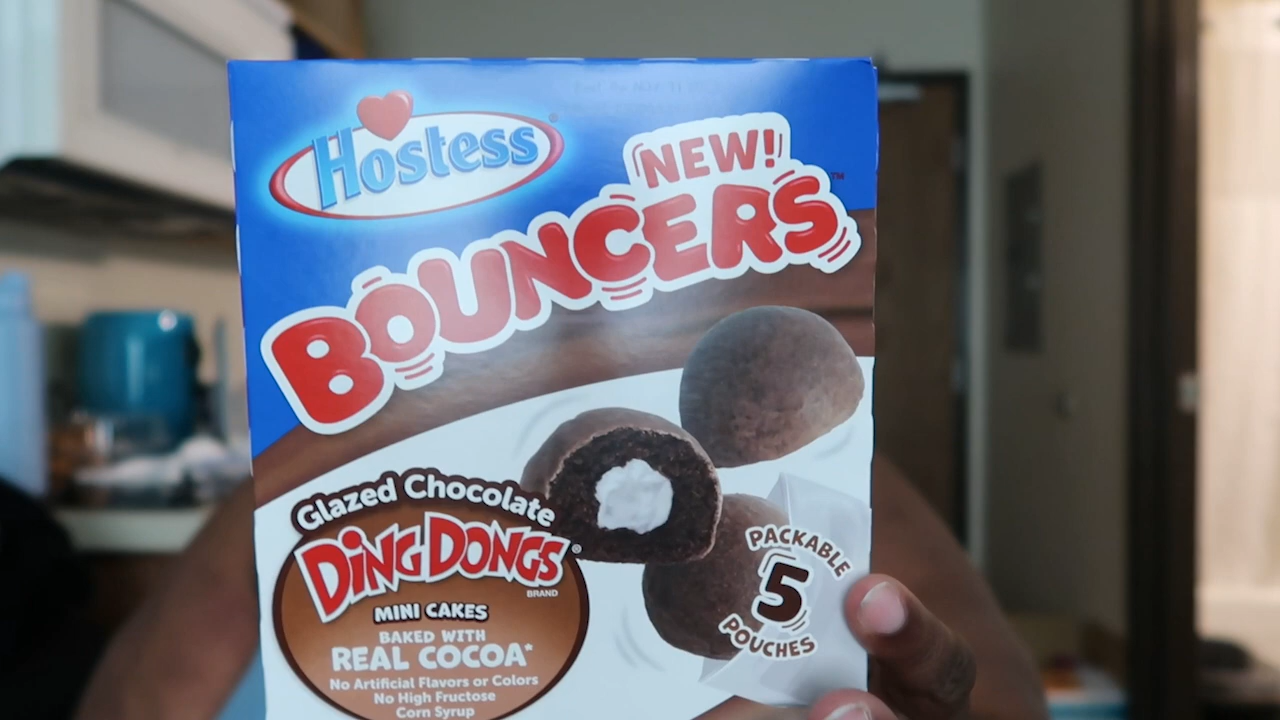 Hostess®
NEW!
BOUNCERS™
Glazed Chocolate
DiNG DONGS®
BRAND
MINI CAKES
BAKED WITH
REAL COCOA*
No Artificial Flavors or Colors
No High Fructose
Corn Syrup
PACKABLE
5
POUCHES